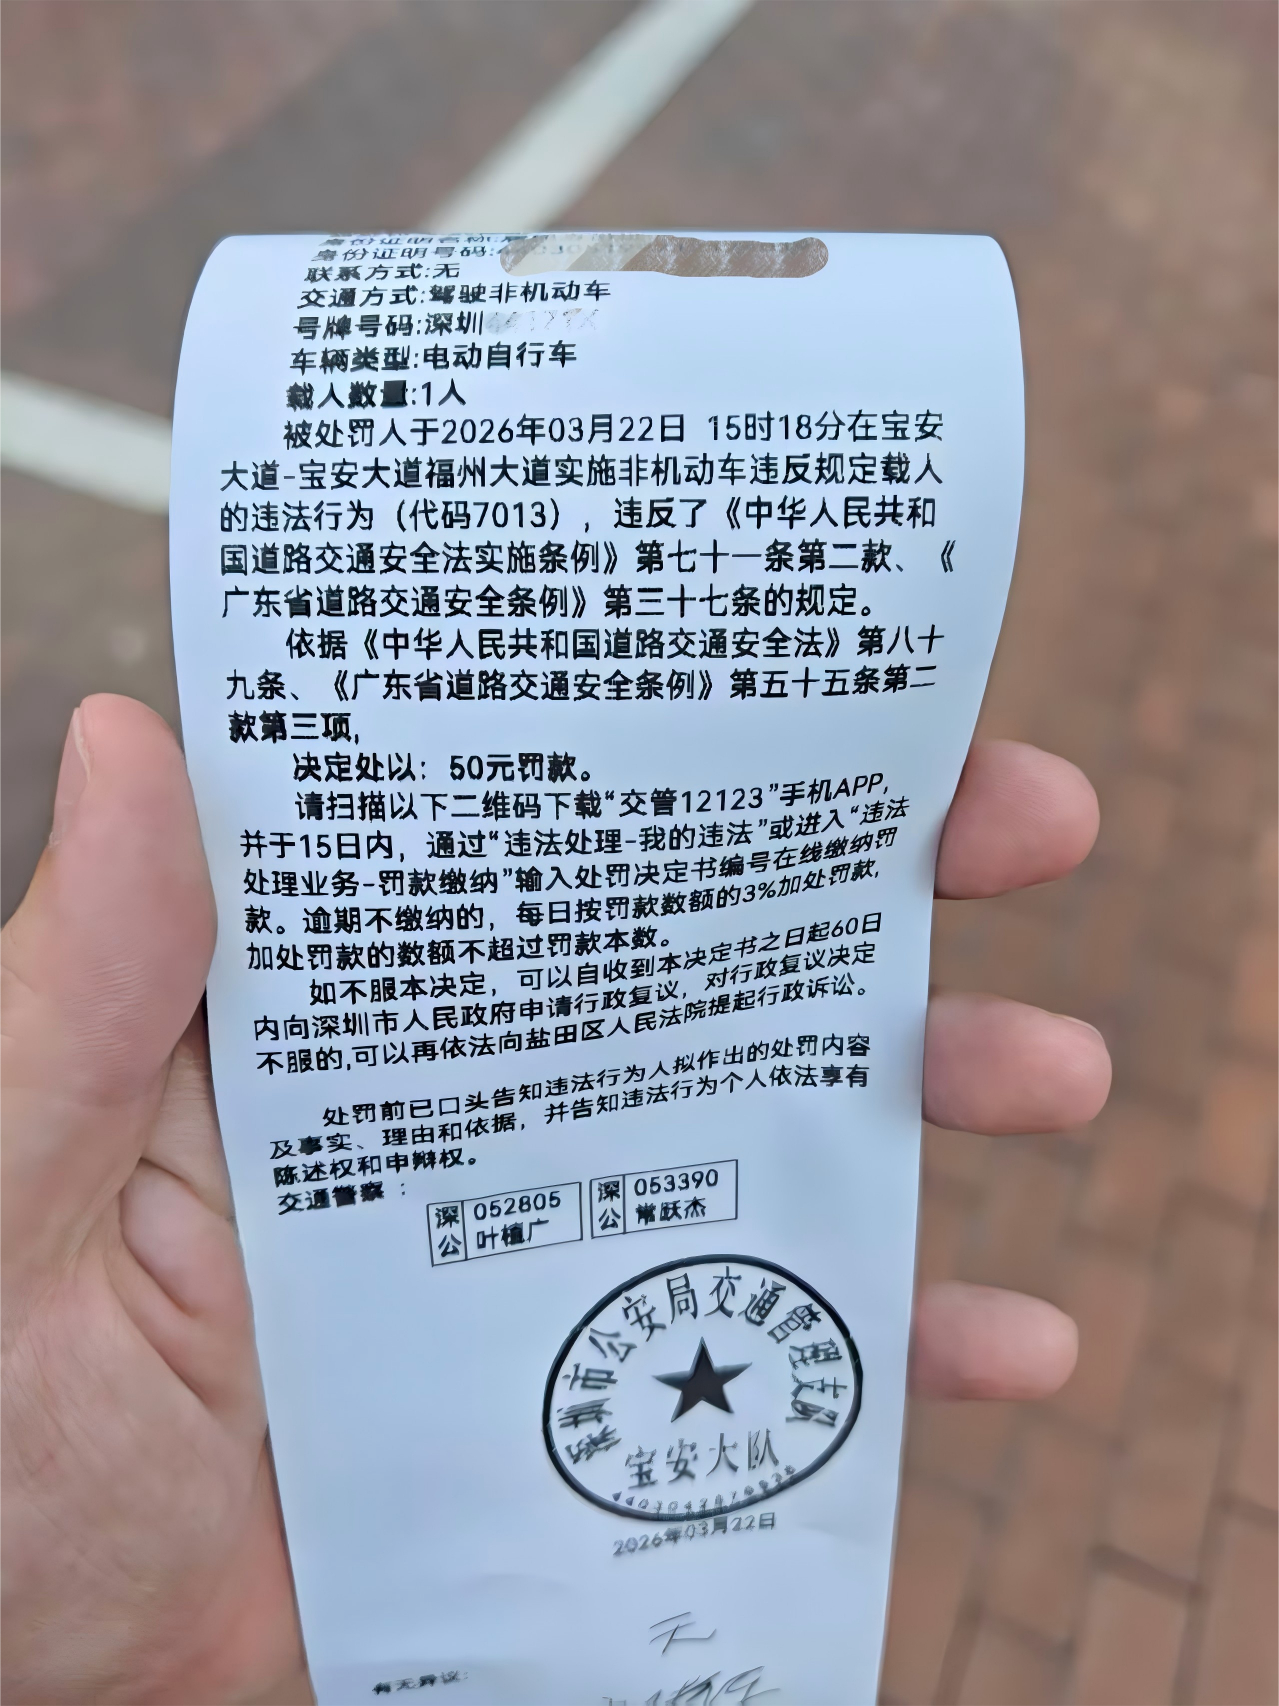 身份证明名称:居民
身份证明号码:
联系方式:无
交通方式:驾驶非机动车
号牌号码:深圳
车辆类型:电动自行车
载人数量:1人
被处罚人于2026年03月22日 15时18分在宝安
大道-宝安大道福州大道实施非机动车违反规定载人
的违法行为（代码7013），违反了《中华人民共和
国道路交通安全法实施条例》第七十一条第二款、《
广东省道路交通安全条例》第三十七条的规定。
依据《中华人民共和国道路交通安全法》第八十
九条、《广东省道路交通安全条例》第五十五条第二
款第三项,
决定处以：50元罚款。
请扫描以下二维码下载“交管12123”手机APP,
并于15日内，通过“违法处理-我的违法”或进入“违法
处理业务-罚款缴纳”输入处罚决定书编号在线缴纳罚
款。逾期不缴纳的，每日按罚款数额的3%加处罚款,
加处罚款的数额不超过罚款本数。
如不服本决定，可以自收到本决定书之日起60日
内向深圳市人民政府申请行政复议，对行政复议决定
不服的,可以再依法向盐田区人民法院提起行政诉讼。
处罚前已口头告知违法行为人拟作出的处罚内容
及事实、理由和依据，并告知违法行为个人依法享有
陈述权和申辩权。
交通警察：
深公 052805 叶植广
深公 053390 常跃杰
深圳市公安局交通管理支队
宝安大队
2026年03月22日
无
有无异议: